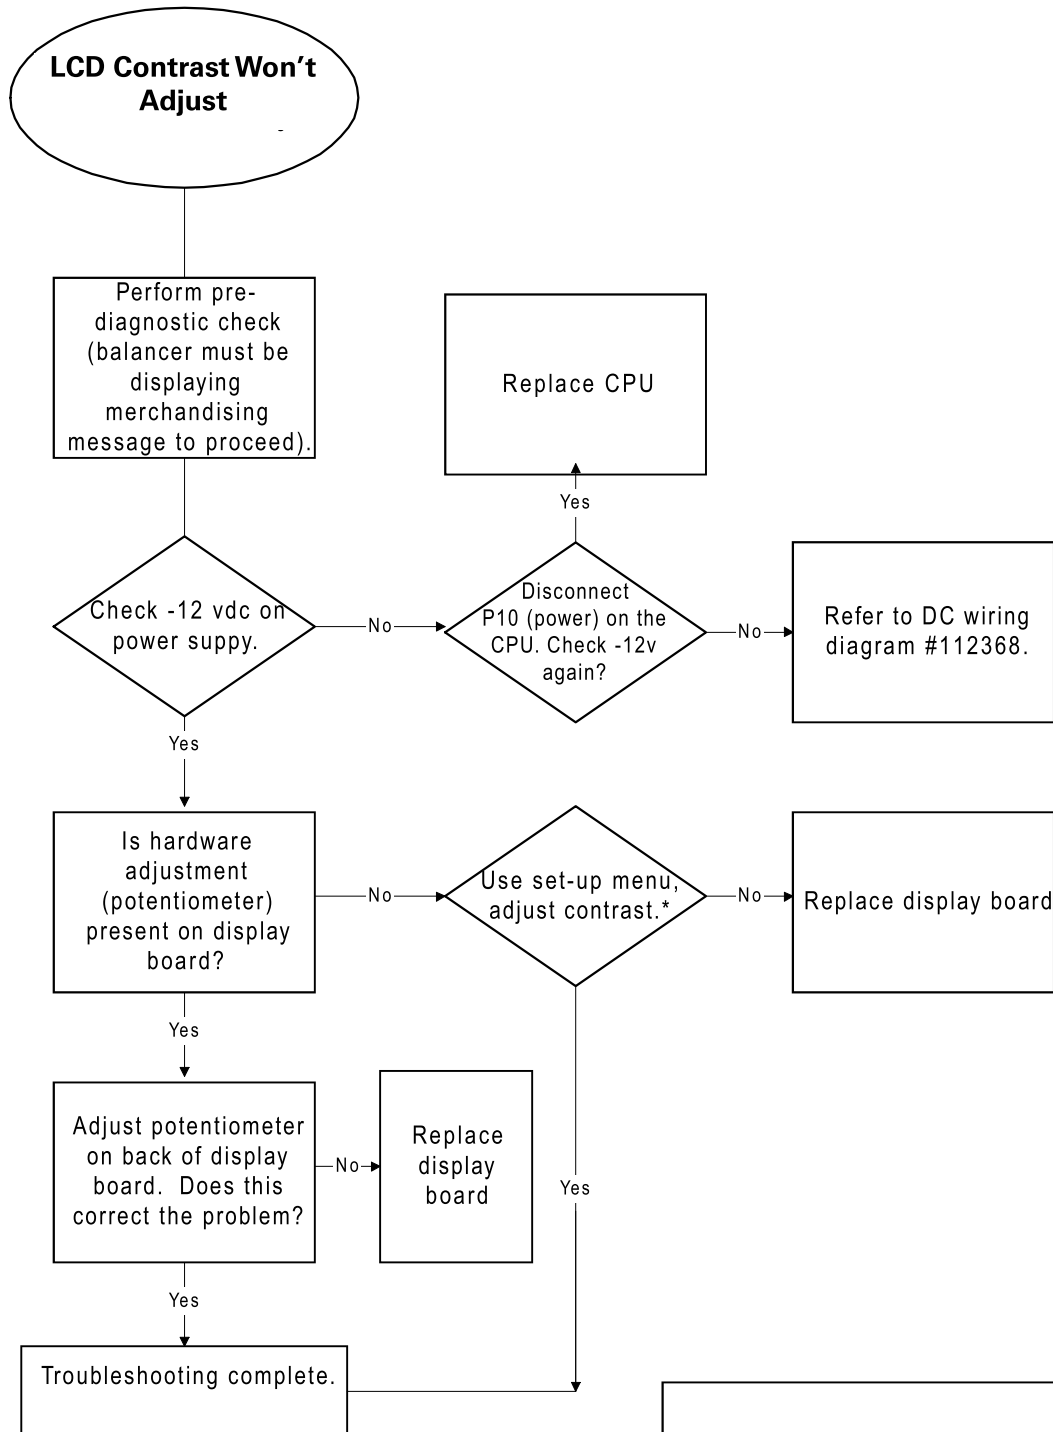 LCD Contrast Won't
Adjust
-
Perform pre-
diagnostic check
(balancer must be
displaying
merchandising
message to proceed).
Replace CPU
Yes
Check -12 vdc on
power suppy.
No
Disconnect
P10 (power) on the
CPU. Check -12v
again?
No
Refer to DC wiring
diagram #112368.
Yes
Is hardware
adjustment
(potentiometer)
present on display
board?
No
Use set-up menu,
adjust contrast.*
No
Replace display board
Yes
Adjust potentiometer
on back of display
board. Does this
correct the problem?
No
Replace
display
board
Yes
Yes
Troubleshooting complete.